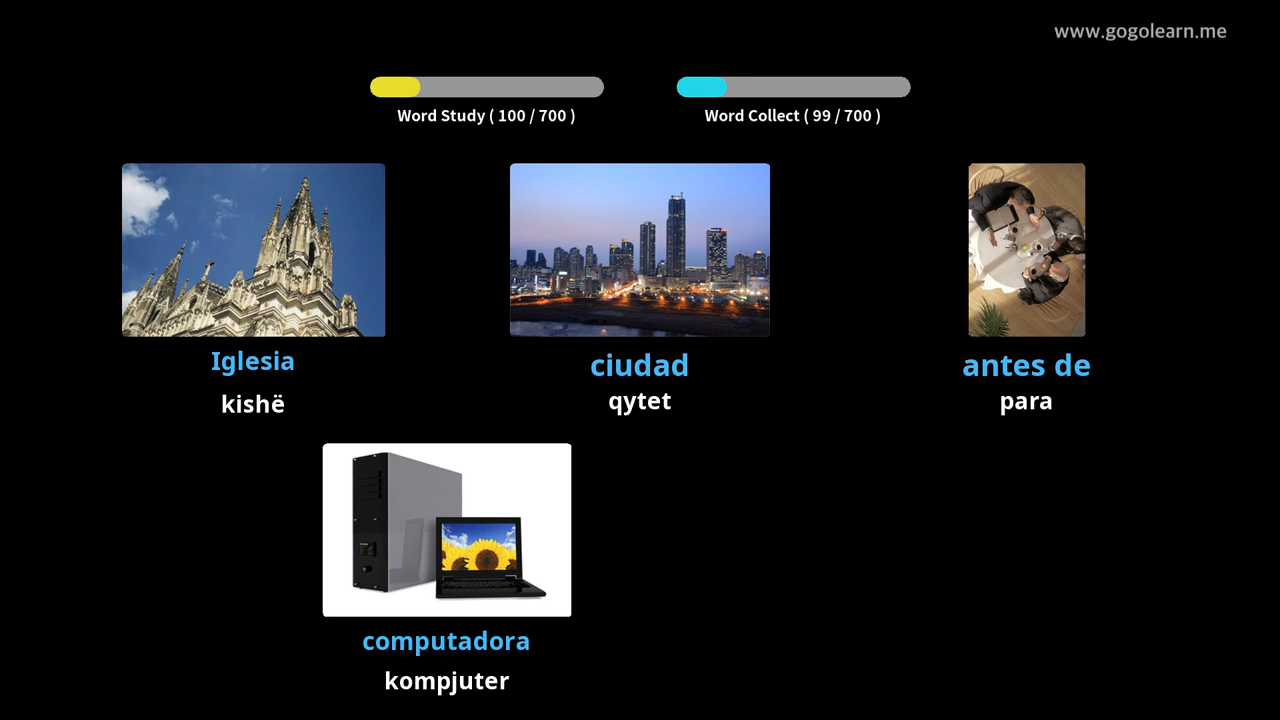 www.gogolearn.me
Word Study ( 100 / 700 )
Word Collect ( 99 / 700 )
Iglesia
kishë
ciudad
qytet
antes de
para
computadora
kompjuter